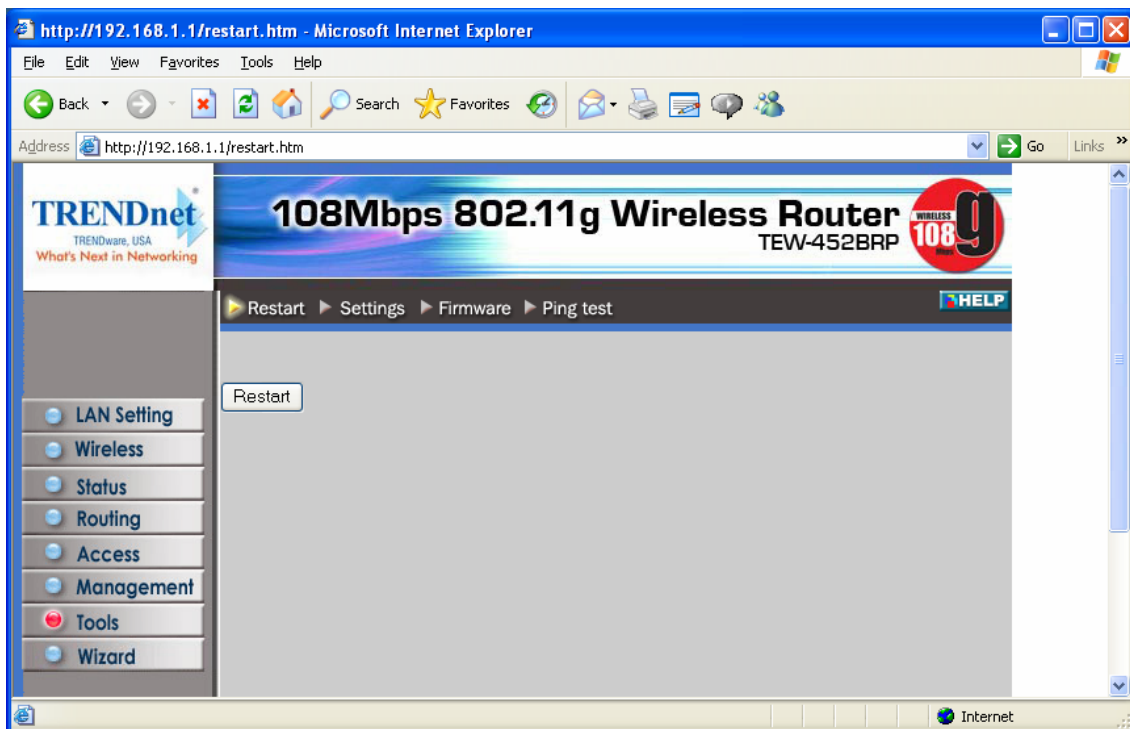 http://192.168.1.1/restart.htm - Microsoft Internet Explorer
File Edit View Favorites Tools Help
Back Search Favorites
Address http://192.168.1.1/restart.htm Go Links »
TRENDnet
TRENDware, USA
What's Next in Networking
108Mbps 802.11g Wireless Router
TEW-452BRP
WIRELESS
108
Mbps
g
Restart Settings Firmware Ping test HELP
Restart
LAN Setting
Wireless
Status
Routing
Access
Management
Tools
Wizard
Internet